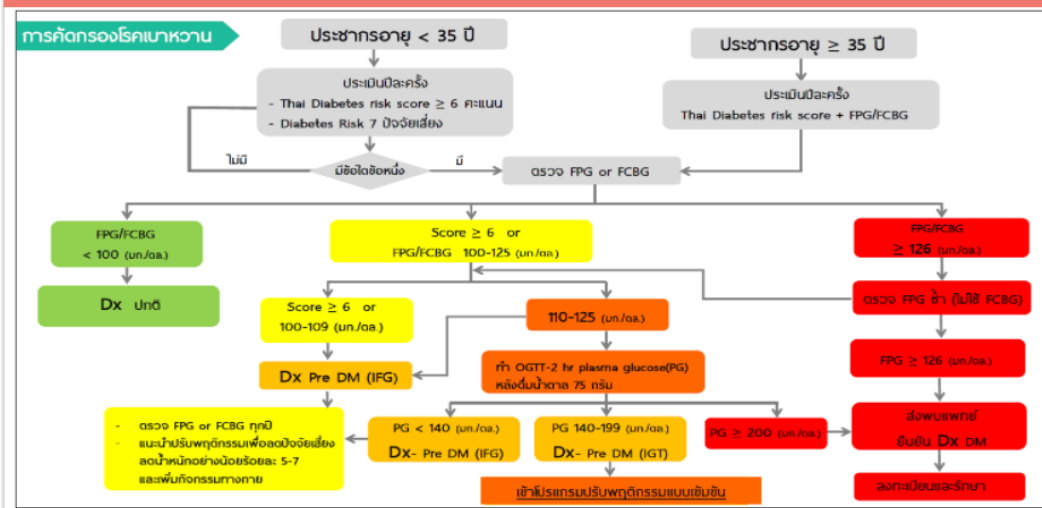 การคัดกรองโรคเบาหวาน
ประชากรอายุ < 35 ปี
ประชากรอายุ ≥ 35 ปี
ประเมินปีละครั้ง
- Thai Diabetes risk score ≥ 6 คะแนน
- Diabetes Risk 7 ปัจจัยเสี่ยง
ประเมินปีละครั้ง
Thai Diabetes risk score + FPG/FCBG
ไม่มี
มีข้อใดข้อหนึ่ง
มี
ตรวจ FPG or FCBG
FPG/FCBG
< 100 (มก./ดล.)
Dx ปกติ
Score ≥ 6 or
FPG/FCBG 100-125 (มก./ดล.)
FPG/FCBG
≥ 126 (มก./ดล.)
Score ≥ 6 or
100-109 (มก./ดล.)
110-125 (มก./ดล.)
ตรวจ FPG ซ้ำ (ไม่ใช้ FCBG)
Dx Pre DM (IFG)
ทำ OGTT-2 hr plasma glucose(PG)
หลังดื่มน้ำตาล 75 กรัม
FPG ≥ 126 (มก./ดล.)
- ตรวจ FPG or FCBG ทุกปี
- แนะนำปรับพฤติกรรมเพื่อลดปัจจัยเสี่ยง
ลดน้ำหนักอย่างน้อยร้อยละ 5-7
และเพิ่มกิจกรรมทางกาย
PG < 140 (มก./ดล.)
Dx- Pre DM (IFG)
PG 140-199 (มก./ดล.)
Dx- Pre DM (IGT)
PG ≥ 200 (มก./ดล.)
ส่งพบแพทย์
ยืนยัน Dx DM
เข้าโปรแกรมปรับพฤติกรรมแบบเข้มข้น
ลงทะเบียนและรักษา